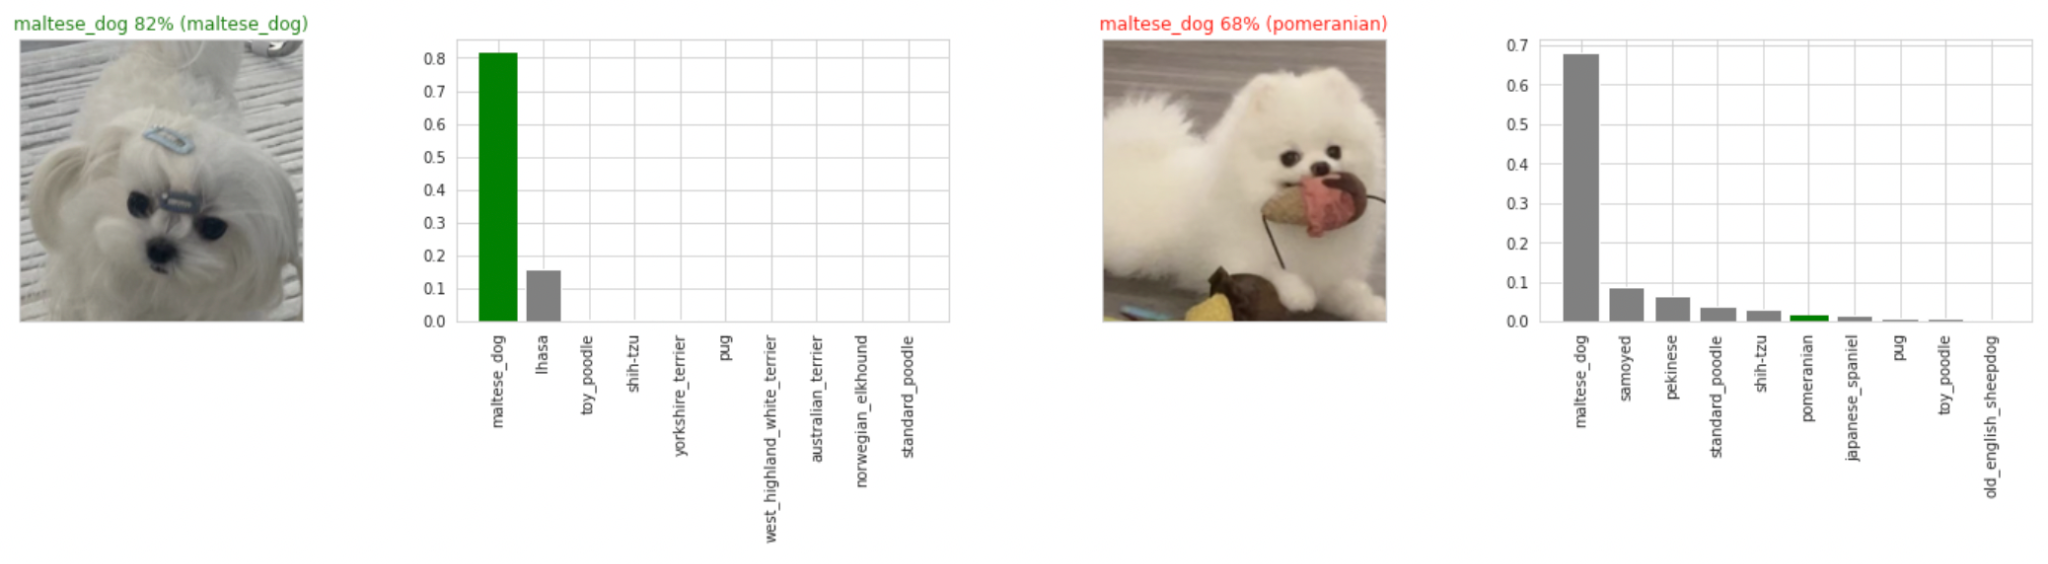 maltese_dog 82% (maltese_dog)
0.8
0.7
0.6
0.5
0.4
0.3
0.2
0.1
0.0
maltese_dog
lhasa
toy_poodle
shih-tzu
yorkshire_terrier
pug
west_highland_white_terrier
australian_terrier
norwegian_elkhound
standard_poodle
maltese_dog 68% (pomeranian)
0.7
0.6
0.5
0.4
0.3
0.2
0.1
0.0
maltese_dog
samoyed
pekinese
standard_poodle
shih-tzu
pomeranian
japanese_spaniel
pug
toy_poodle
old_english_sheepdog